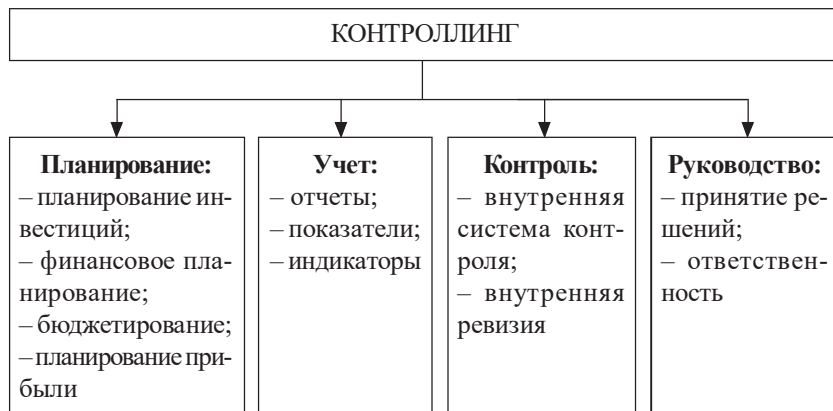 КОНТРОЛЛИНГ
Планирование:
– планирование ин-
вестиций;
– финансовое пла-
нирование;
– бюджетирование;
– планирование при-
были
Учет:
– отчеты;
– показатели;
– индикаторы
Контроль:
– внутренняя
система конт-
роля;
– внутренняя
ревизия
Руководство:
– принятие ре-
шений;
– ответствен-
ность